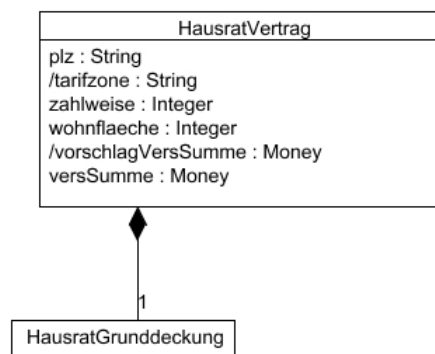 HausratVertrag
plz : String
/tarifzone : String
zahlweise : Integer
wohnflaeche : Integer
/vorschlagVersSumme : Money
versSumme : Money
1
HausratGrunddeckung